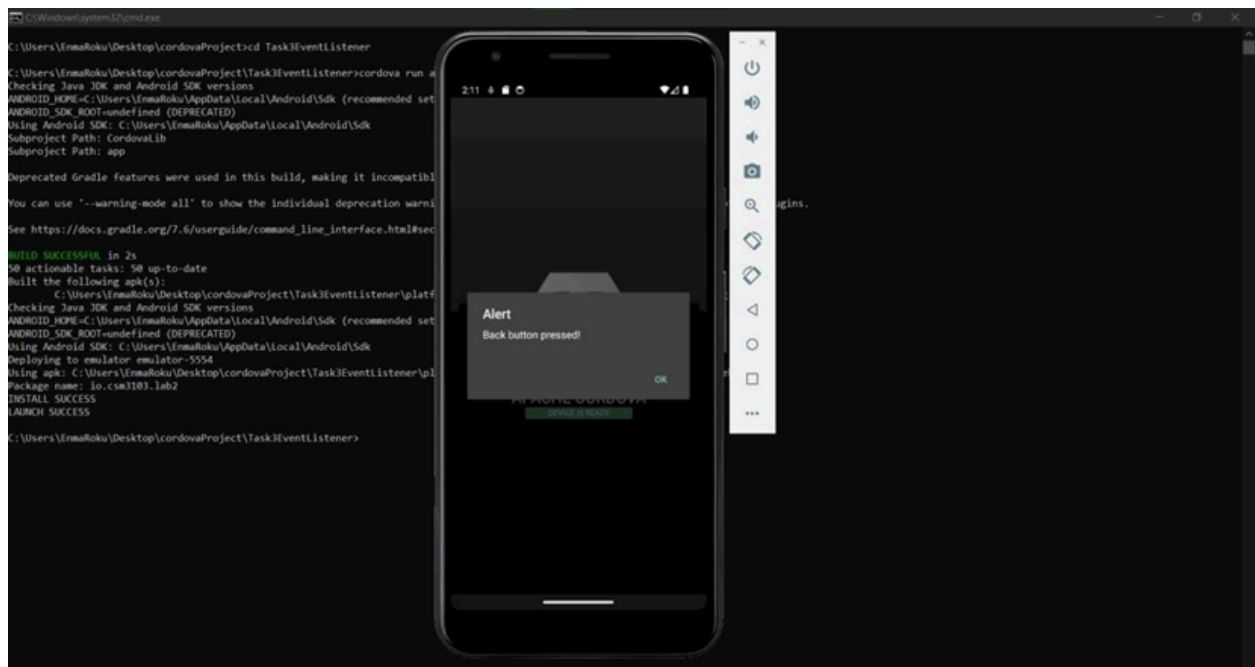 C:\Windows\system32\cmd.exe
C:\Users\EnmaRoku\Desktop\cordovaProject>cd Task3EventListener
C:\Users\EnmaRoku\Desktop\cordovaProject\Task3EventListener>cordova run a
Checking Java JDK and Android SDK versions
ANDROID_HOME=C:\Users\EnmaRoku\AppData\Local\Android\Sdk (recommended set
ANDROID_SDK_ROOT=undefined (DEPRECATED)
Using Android SDK: C:\Users\EnmaRoku\AppData\Local\Android\Sdk
Subproject Path: CordovaLib
Subproject Path: app
Deprecated Gradle features were used in this build, making it incompatibl
You can use '--warning-mode all' to show the individual deprecation warni
ugins.
See https://docs.gradle.org/7.6/userguide/command_line_interface.html#sec
BUILD SUCCESSFUL in 2s
50 actionable tasks: 50 up-to-date
Built the following apk(s):
C:\Users\EnmaRoku\Desktop\cordovaProject\Task3EventListener\platf
Checking Java JDK and Android SDK versions
ANDROID_HOME=C:\Users\EnmaRoku\AppData\Local\Android\Sdk (recommended set
ANDROID_SDK_ROOT=undefined (DEPRECATED)
Using Android SDK: C:\Users\EnmaRoku\AppData\Local\Android\Sdk
Deploying to emulator emulator-5554
Using apk: C:\Users\EnmaRoku\Desktop\cordovaProject\Task3EventListener\pl
Package name: io.csm3103.lab2
INSTALL SUCCESS
LAUNCH SUCCESS
C:\Users\EnmaRoku\Desktop\cordovaProject\Task3EventListener>
2:11
Alert
Back button pressed!
OK
APACHE CORDOVA
DEVICE IS READY